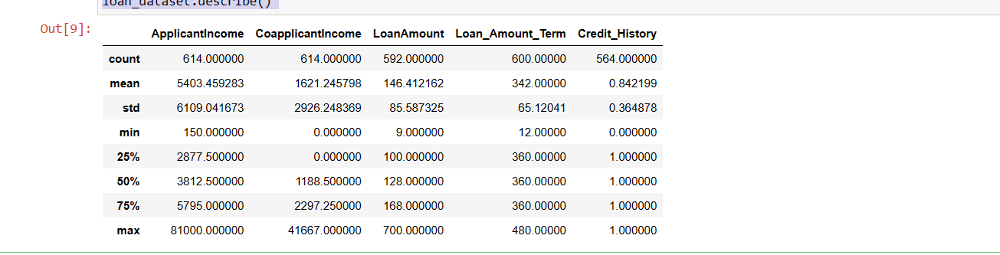 loan_dataset.describe()
Out[9]:
ApplicantIncome CoapplicantIncome LoanAmount Loan_Amount_Term Credit_History
count 614.000000 614.000000 592.000000 600.00000 564.000000
mean 5403.459283 1621.245798 146.412162 342.00000 0.842199
std 6109.041673 2926.248369 85.587325 65.12041 0.364878
min 150.000000 0.000000 9.000000 12.00000 0.000000
25% 2877.500000 0.000000 100.000000 360.00000 1.000000
50% 3812.500000 1188.500000 128.000000 360.00000 1.000000
75% 5795.000000 2297.250000 168.000000 360.00000 1.000000
max 81000.000000 41667.000000 700.000000 480.00000 1.000000